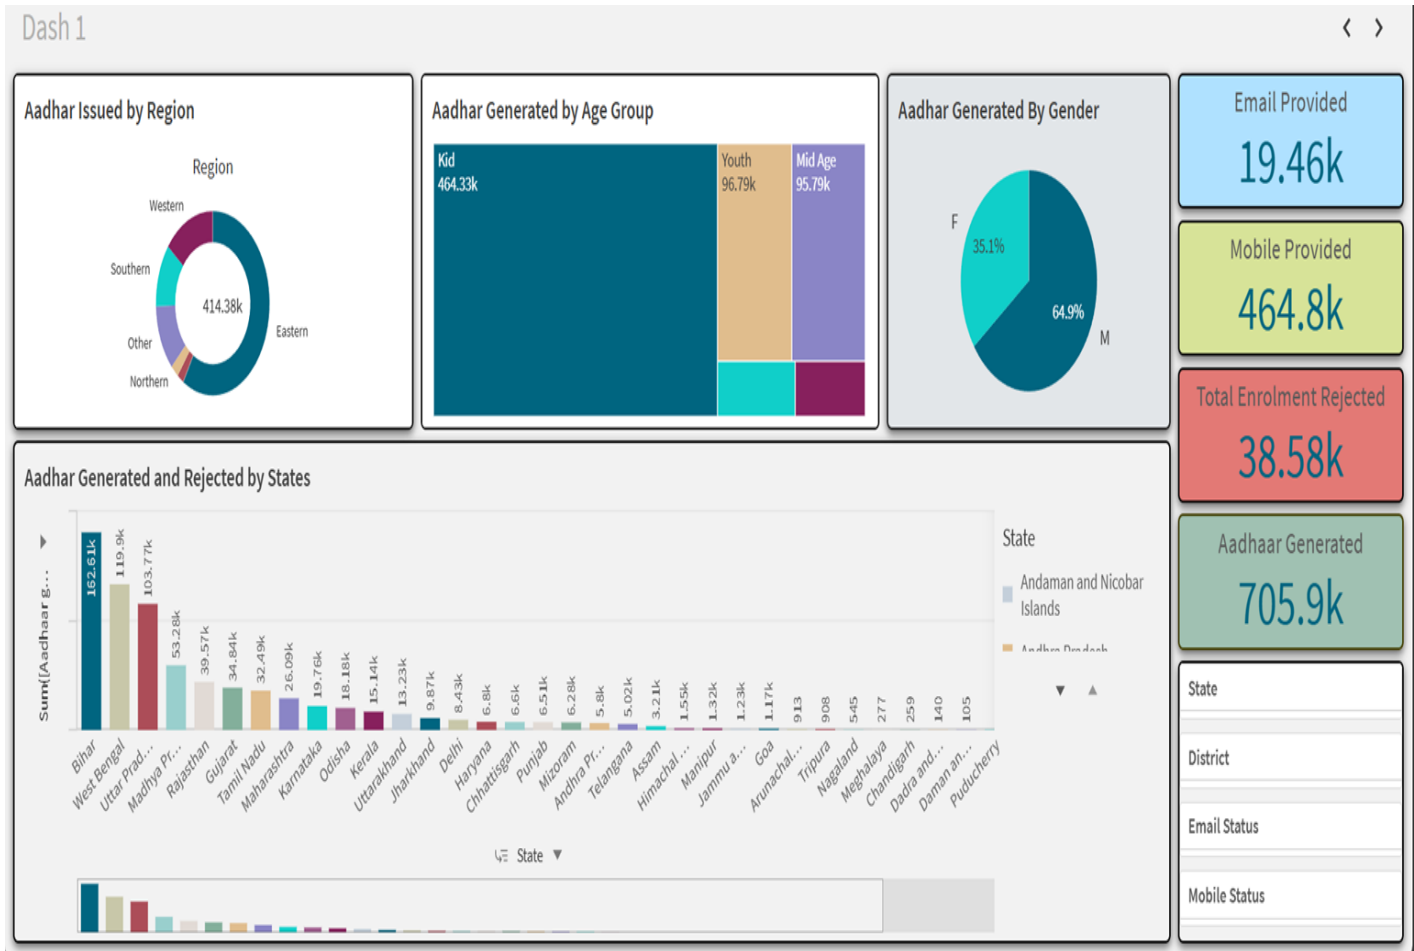 Dash 1
Aadhar Issued by Region
Region
Western
Southern
414.38k
Eastern
Other
Northern
Aadhar Generated by Age Group
Kid
464.33k
Youth
96.79k
Mid Age
95.79k
Aadhar Generated By Gender
F
35.1%
64.9%
M
Email Provided
19.46k
Mobile Provided
464.8k
Total Enrolment Rejected
38.58k
Aadhaar Generated
705.9k
Aadhar Generated and Rejected by States
Sum([Aadhaar g...
162.61k
119.9k
103.77k
53.28k
39.57k
34.84k
32.49k
26.09k
19.76k
18.18k
15.14k
13.23k
9.87k
8.43k
6.8k
6.6k
6.51k
6.28k
5.8k
5.02k
3.21k
1.55k
1.32k
1.23k
1.17k
913
908
545
277
259
140
105
Bihar
West Bengal
Uttar Prad...
Madhya Pr...
Rajasthan
Gujarat
Tamil Nadu
Maharashtra
Karnataka
Odisha
Kerala
Uttarakhand
Jharkhand
Delhi
Haryana
Chhattisgarh
Punjab
Mizoram
Andhra Pr...
Telangana
Assam
Himachal ...
Manipur
Jammu a...
Goa
Arunachal...
Tripura
Nagaland
Meghalaya
Chandigarh
Dadra and...
Daman an...
Puducherry
State
State
Andaman and Nicobar
Islands
Andhra Pradesh
State
District
Email Status
Mobile Status